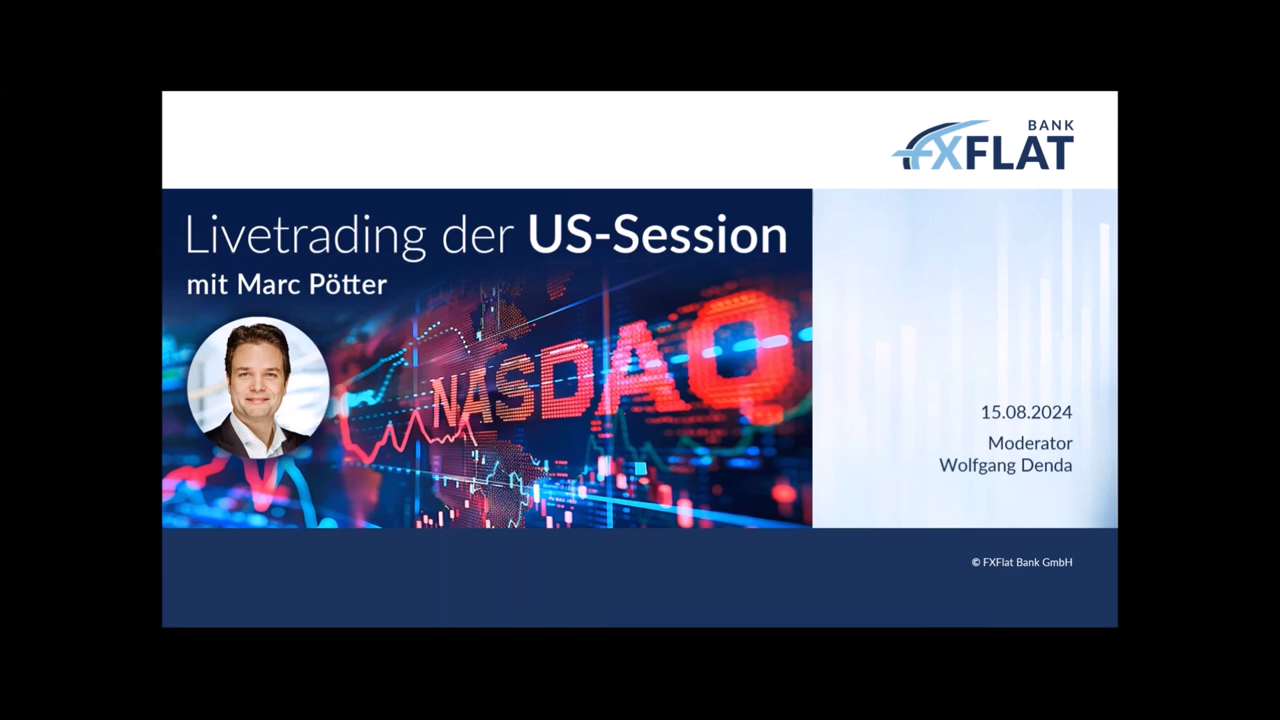 BANK
FXFLAT
Livetrading der US-Session
mit Marc Pötter
NASDAQ
15.08.2024
Moderator
Wolfgang Denda
© FXFlat Bank GmbH